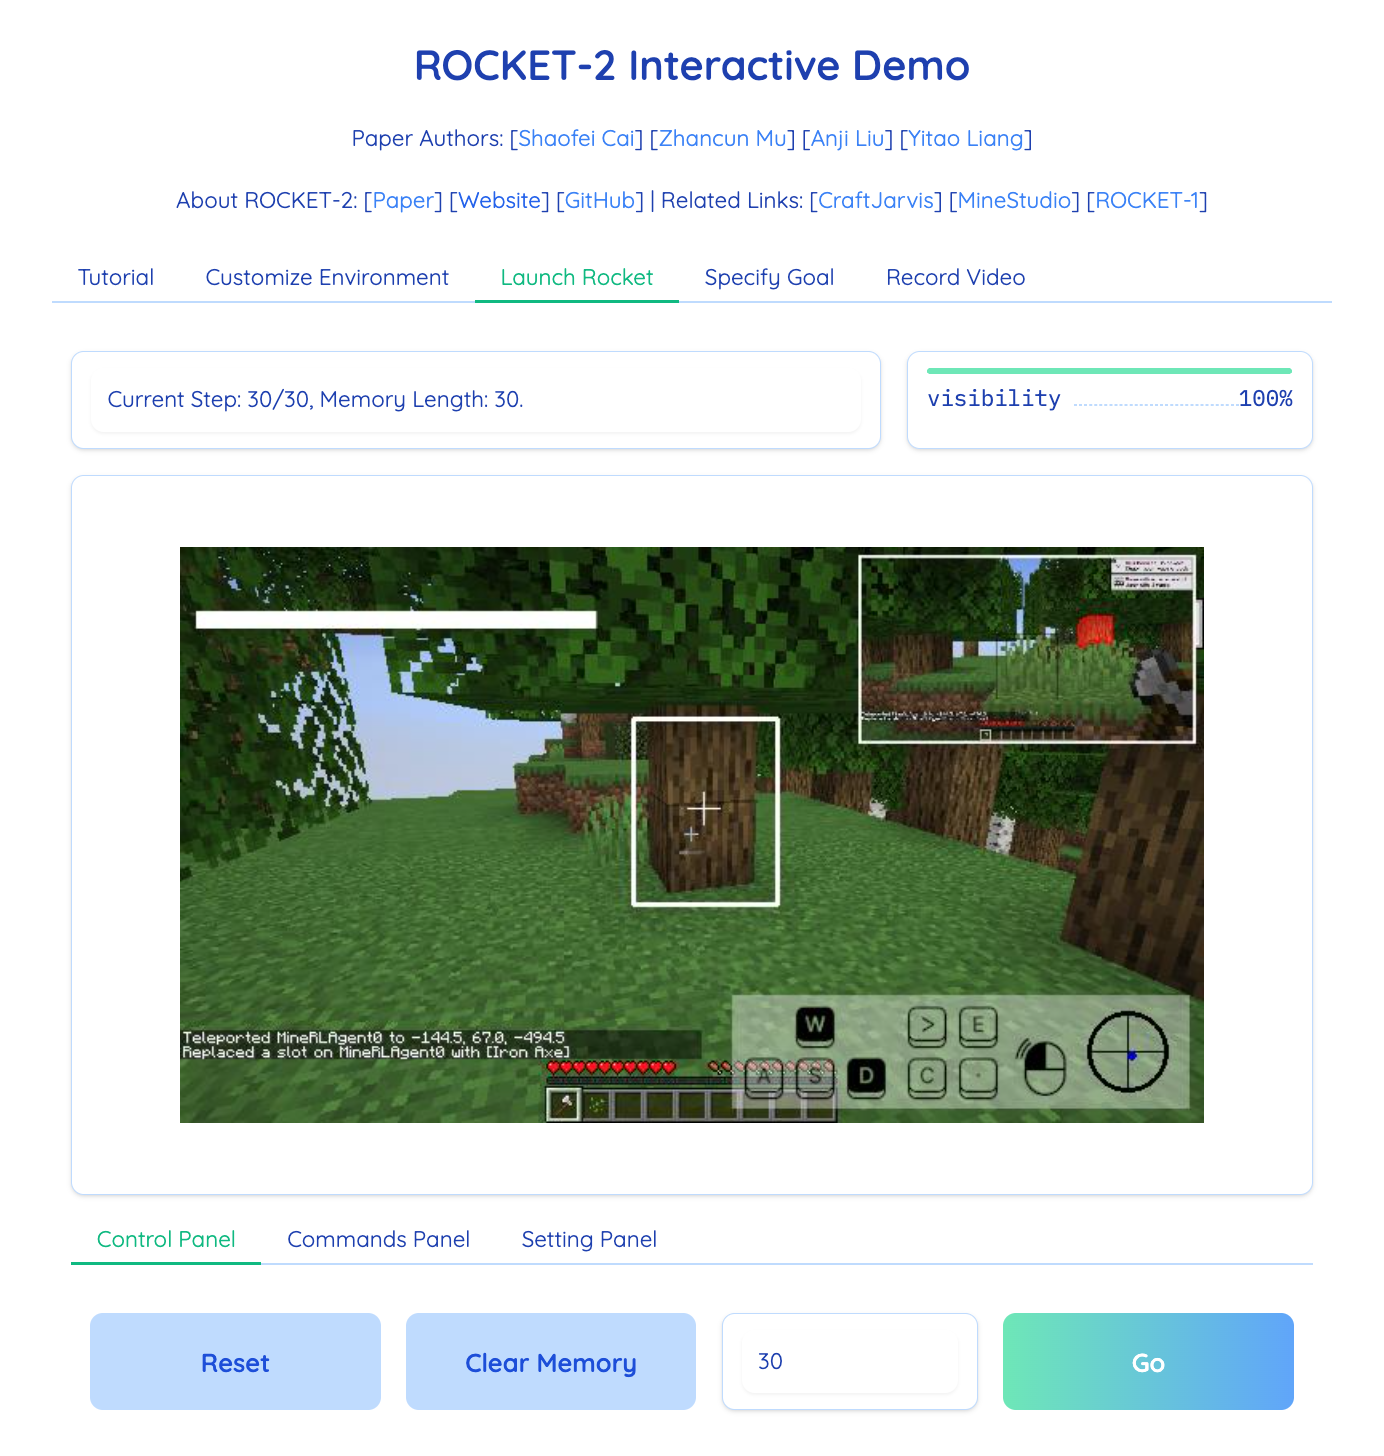 ROCKET-2 Interactive Demo
Paper Authors: [Shaofei Cai] [Zhancun Mu] [Anji Liu] [Yitao Liang]
About ROCKET-2: [Paper] [Website] [GitHub] | Related Links: [CraftJarvis] [MineStudio] [ROCKET-1]
Tutorial Customize Environment Launch Rocket Specify Goal Record Video
Current Step: 30/30, Memory Length: 30.
visibility 100%
W > E
Teleported MineRLAgent0 to -144.5, 67.0, -494.5
Replaced a slot on MineRLAgent0 with [Iron Axe]
A S D C
Control Panel Commands Panel Setting Panel
Reset Clear Memory 30 Go